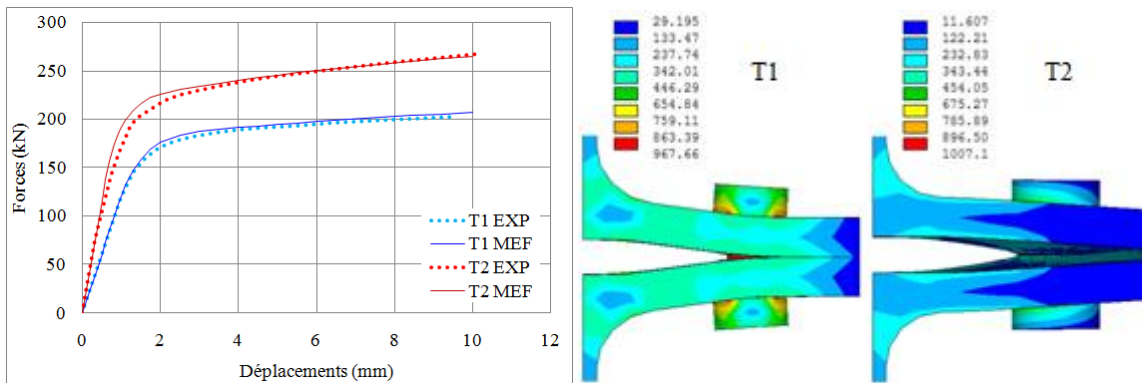 300
250
200
150
100
50
0
Forces (kN)
0 2 4 6 8 10 12
Déplacements (mm)
T1 EXP
T1 MEF
T2 EXP
T2 MEF
29.195
133.47
237.74
342.01
446.29
654.84
759.11
863.39
967.66
T1
11.607
122.21
232.83
343.44
454.05
675.27
785.89
896.50
1007.1
T2